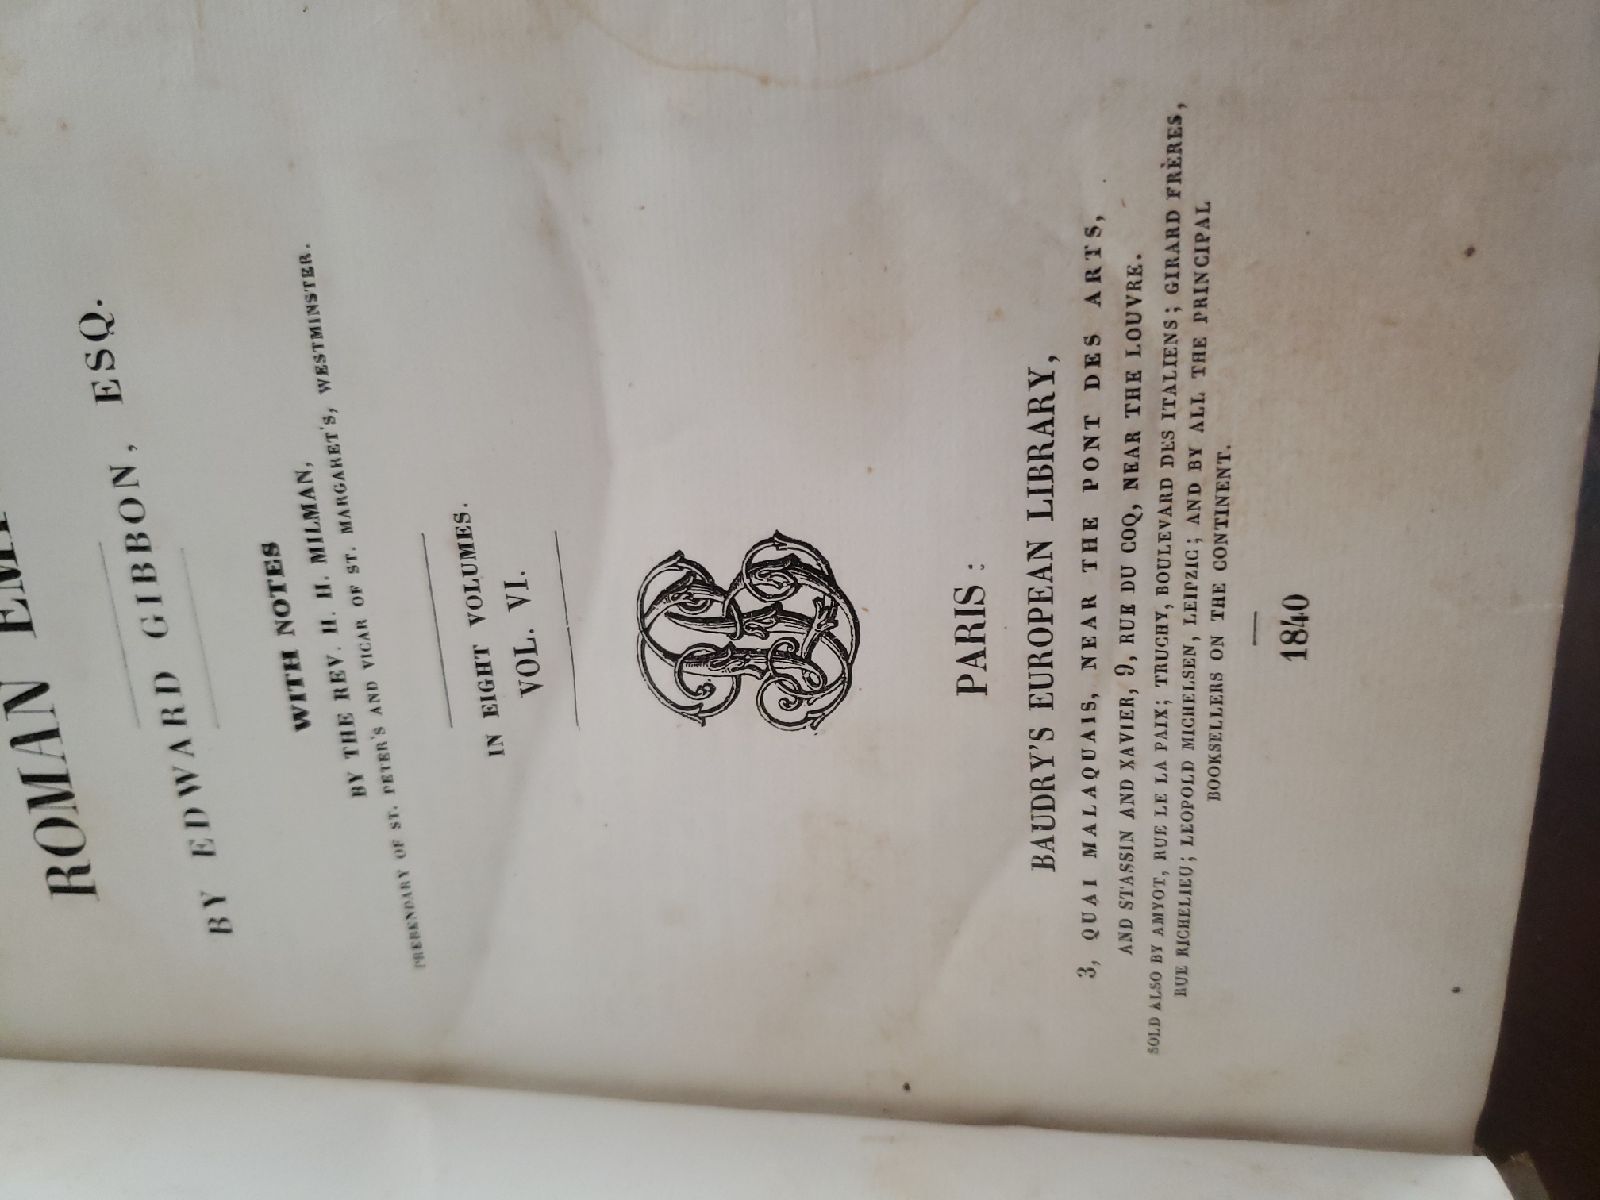 ROMAN EMP
BY EDWARD GIBBON, ESQ.
WITH NOTES
BY THE REV. H. H. MILMAN,
PREBENDARY OF ST. PETER'S AND VICAR OF ST. MARGARET'S, WESTMINSTER.
IN EIGHT VOLUMES.
VOL. VI.
PARIS:
BAUDRY'S EUROPEAN LIBRARY,
3, QUAI MALAQUAIS, NEAR THE PONT DES ARTS,
AND STASSIN AND XAVIER, 9, RUE DU COQ, NEAR THE LOUVRE.
SOLD ALSO BY AMYOT, RUE LE LA PAIX; TRUCHY, BOULEVARD DES ITALIENS; GIRARD FRÈRES,
RUE RICHELIEU; LEOPOLD MICHELSEN, LEIPZIC; AND BY ALL THE PRINCIPAL
BOOKSELLERS ON THE CONTINENT.
1840